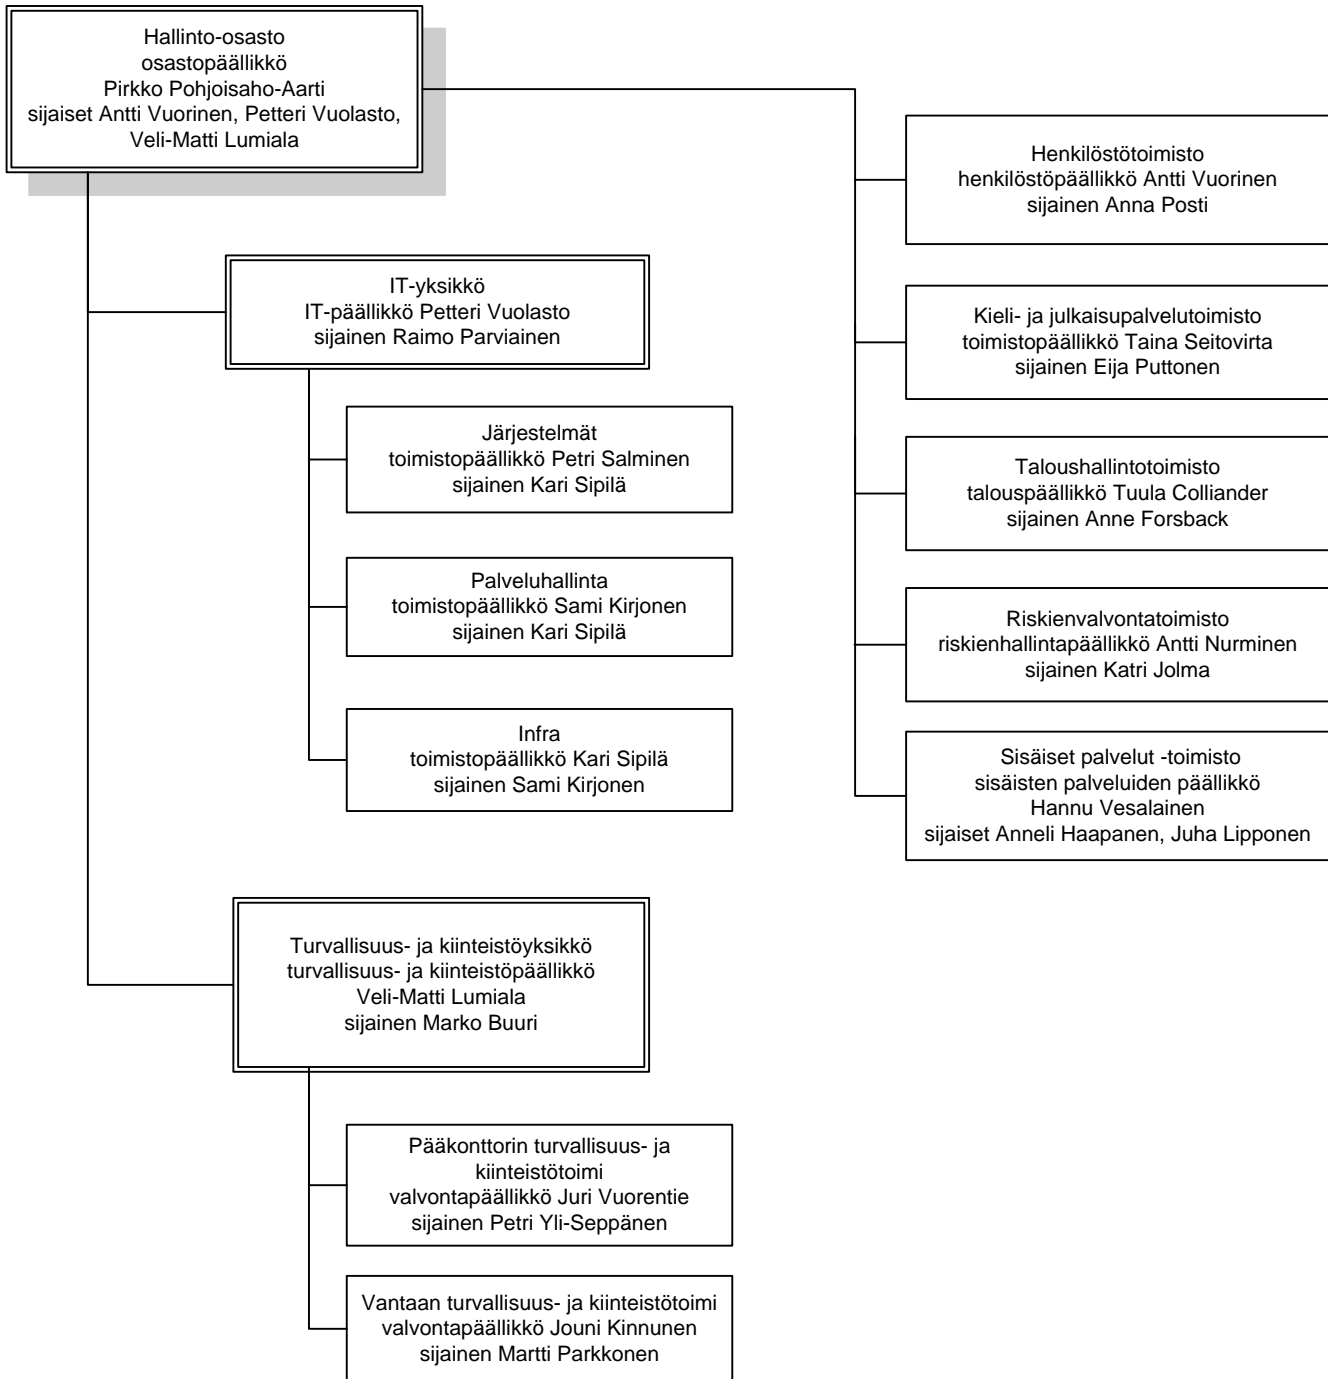 Hallinto-osasto
osastopäällikkö
Pirkko Pohjoisaho-Aarti
sijaiset Antti Vuorinen, Petteri Vuolasto,
Veli-Matti Lumiala
Henkilöstötoimisto
henkilöstöpäällikkö Antti Vuorinen
sijainen Anna Posti
IT-yksikkö
IT-päällikkö Petteri Vuolasto
sijainen Raimo Parviainen
Kieli- ja julkaisupalvelutoimisto
toimistopäällikkö Taina Seitovirta
sijainen Eija Puttonen
Järjestelmät
toimistopäällikkö Petri Salminen
sijainen Kari Sipilä
Taloushallintotoimisto
talouspäällikkö Tuula Colliander
sijainen Anne Forsback
Palveluhallinta
toimistopäällikkö Sami Kirjonen
sijainen Kari Sipilä
Riskienvalvontatoimisto
riskienhallintapäällikkö Antti Nurminen
sijainen Katri Jolma
Infra
toimistopäällikkö Kari Sipilä
sijainen Sami Kirjonen
Sisäiset palvelut -toimisto
sisäisten palveluiden päällikkö
Hannu Vesalainen
sijaiset Anneli Haapanen, Juha Lipponen
Turvallisuus- ja kiinteistöyksikkö
turvallisuus- ja kiinteistöpäällikkö
Veli-Matti Lumiala
sijainen Marko Buuri
Pääkonttorin turvallisuus- ja
kiinteistötoimi
valvontapäällikkö Juri Vuorentie
sijainen Petri Yli-Seppänen
Vantaan turvallisuus- ja kiinteistötoimi
valvontapäällikkö Jouni Kinnunen
sijainen Martti Parkkonen